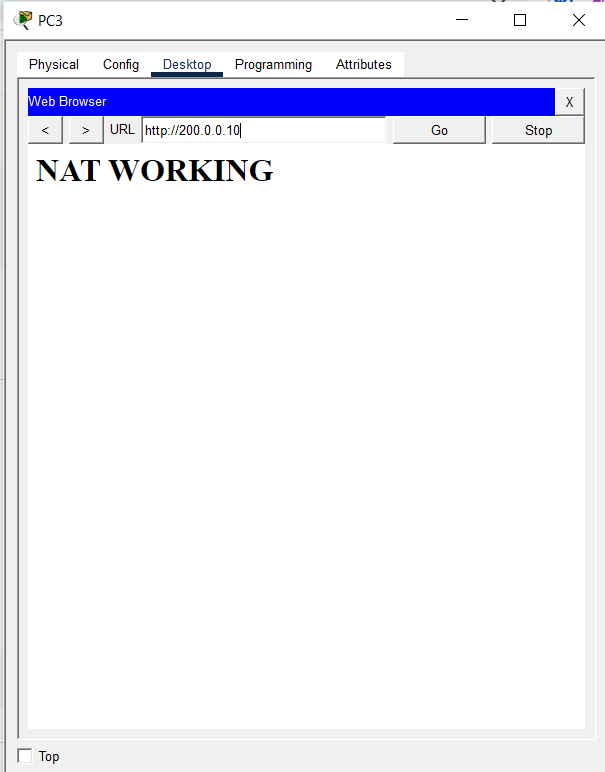 PC3
Physical Config Desktop Programming Attributes
Web Browser X
< > URL http://200.0.0.10 Go Stop
NAT WORKING
Top